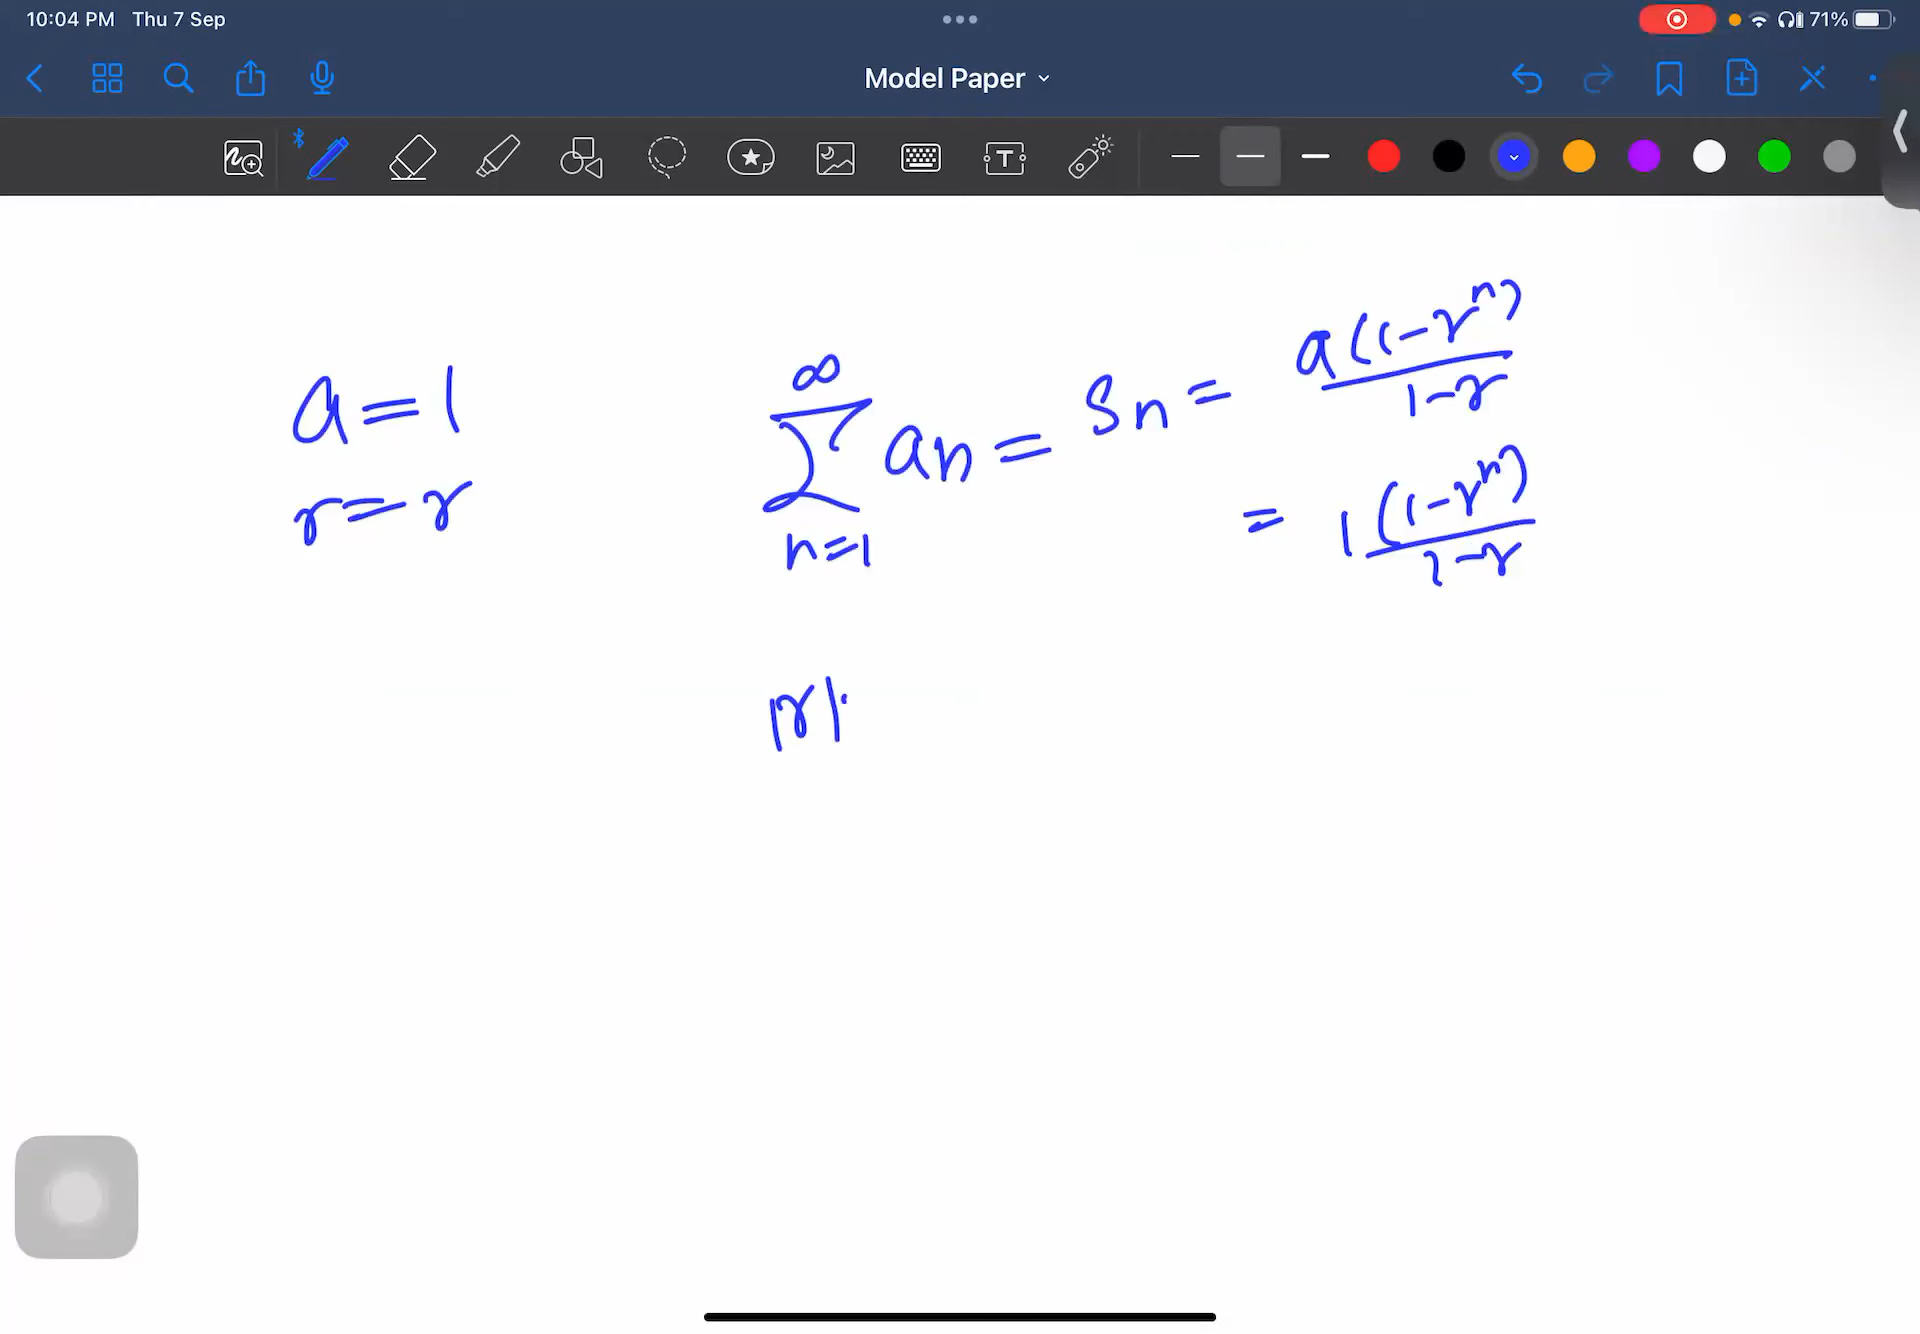 10:04 PM Thu 7 Sep
71%
Model Paper
T
a = 1
r = r
∞
∑ an = Sn = a(1-r^n)
1-r
n=1
= 1(1-r^n)
1-r
|r|